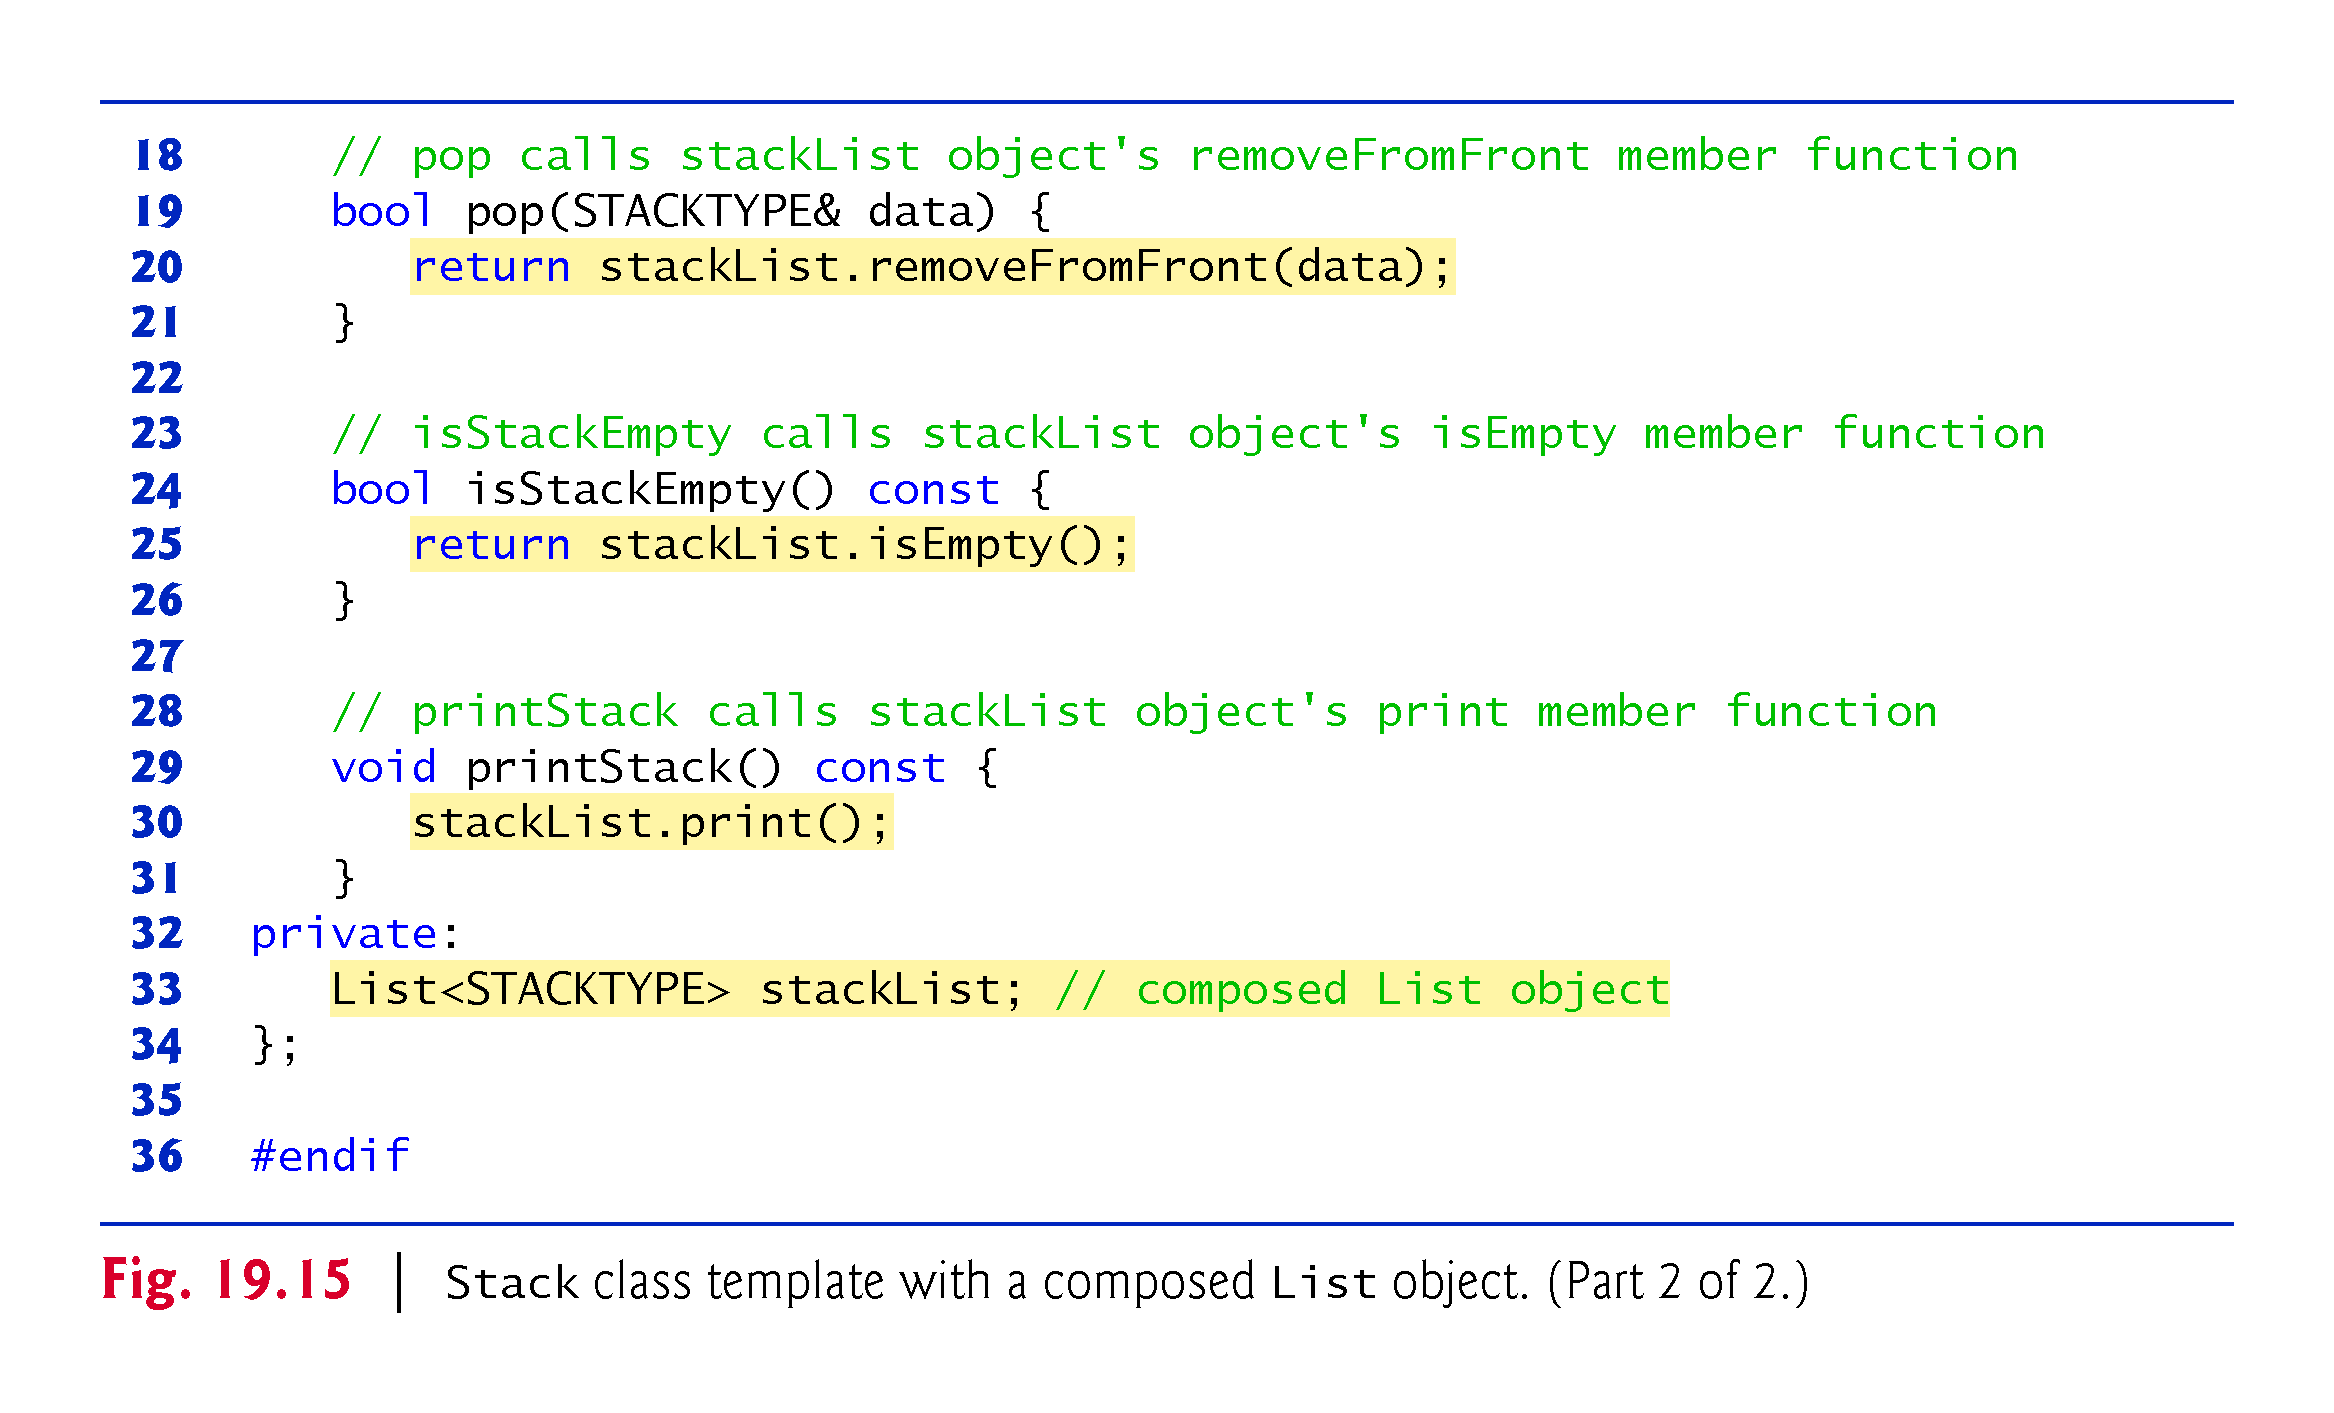 18 // pop calls stackList object's removeFromFront member function
19 bool pop(STACKTYPE& data) {
20 return stackList.removeFromFront(data);
21 }
22
23 // isStackEmpty calls stackList object's isEmpty member function
24 bool isStackEmpty() const {
25 return stackList.isEmpty();
26 }
27
28 // printStack calls stackList object's print member function
29 void printStack() const {
30 stackList.print();
31 }
32 private:
33 List<STACKTYPE> stackList; // composed List object
34 };
35
36 #endif
Fig. 19.15 | Stack class template with a composed List object. (Part 2 of 2.)